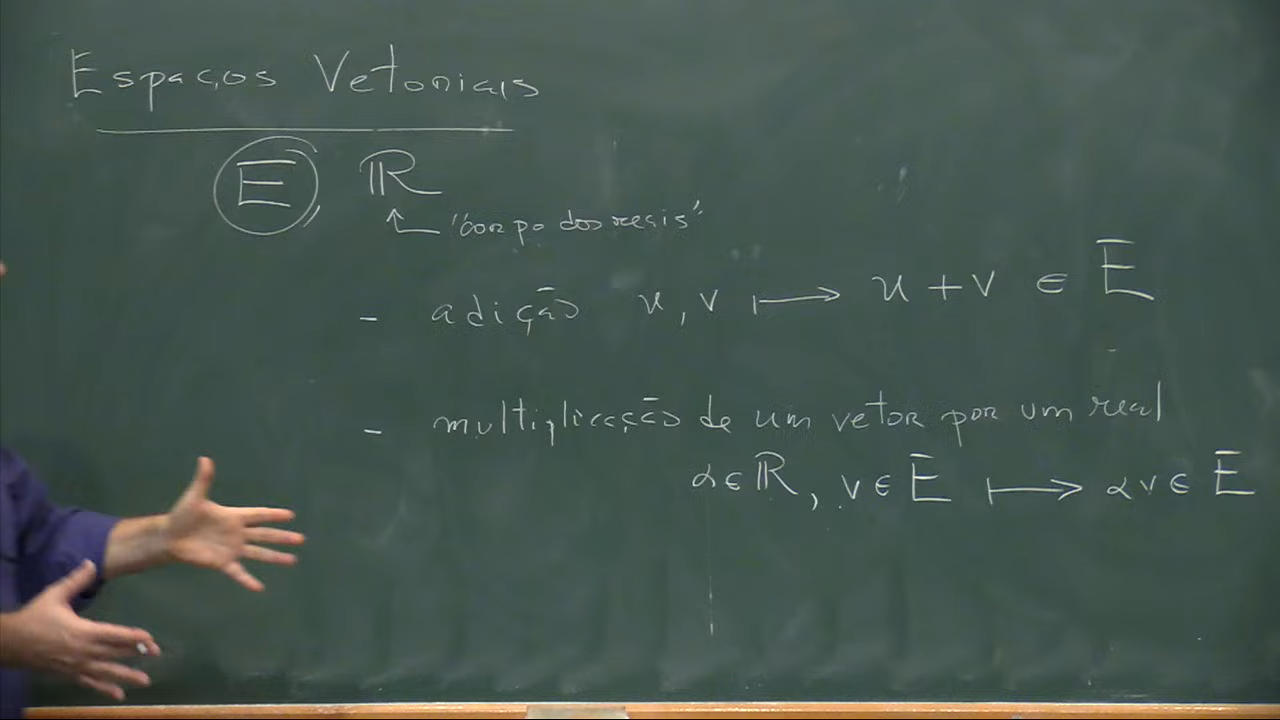 Espaços Vetoriais
E ℝ
↑ "corpo dos reais"
- adição u, v ⟼ u + v ∈ E
- multiplicação de um vetor por um real
α ∈ ℝ, v ∈ E ⟼ αv ∈ E